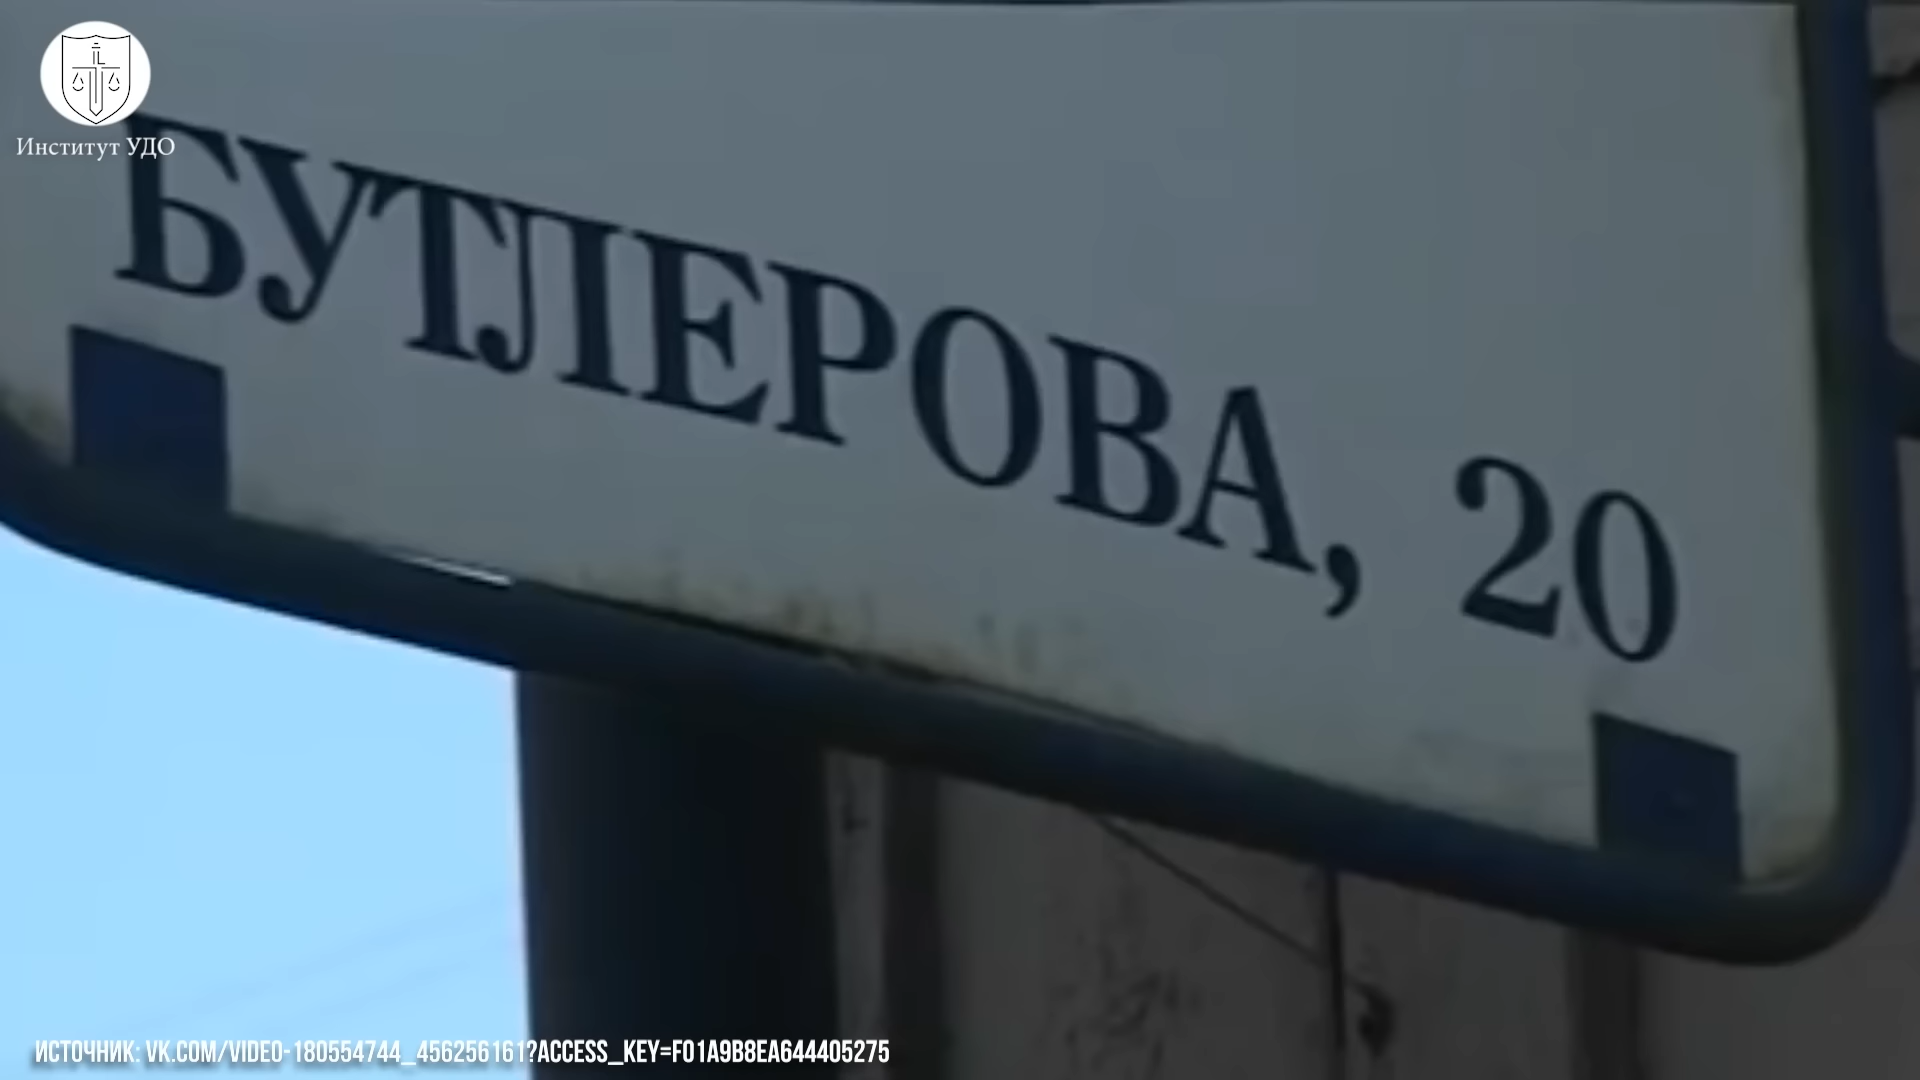 Институт УДО
БУТЛЕРОВА, 20
ИСТОЧНИК: VK.COM/VIDEO-180554744_456256161?ACCESS_KEY=F01A9B8EA644405275